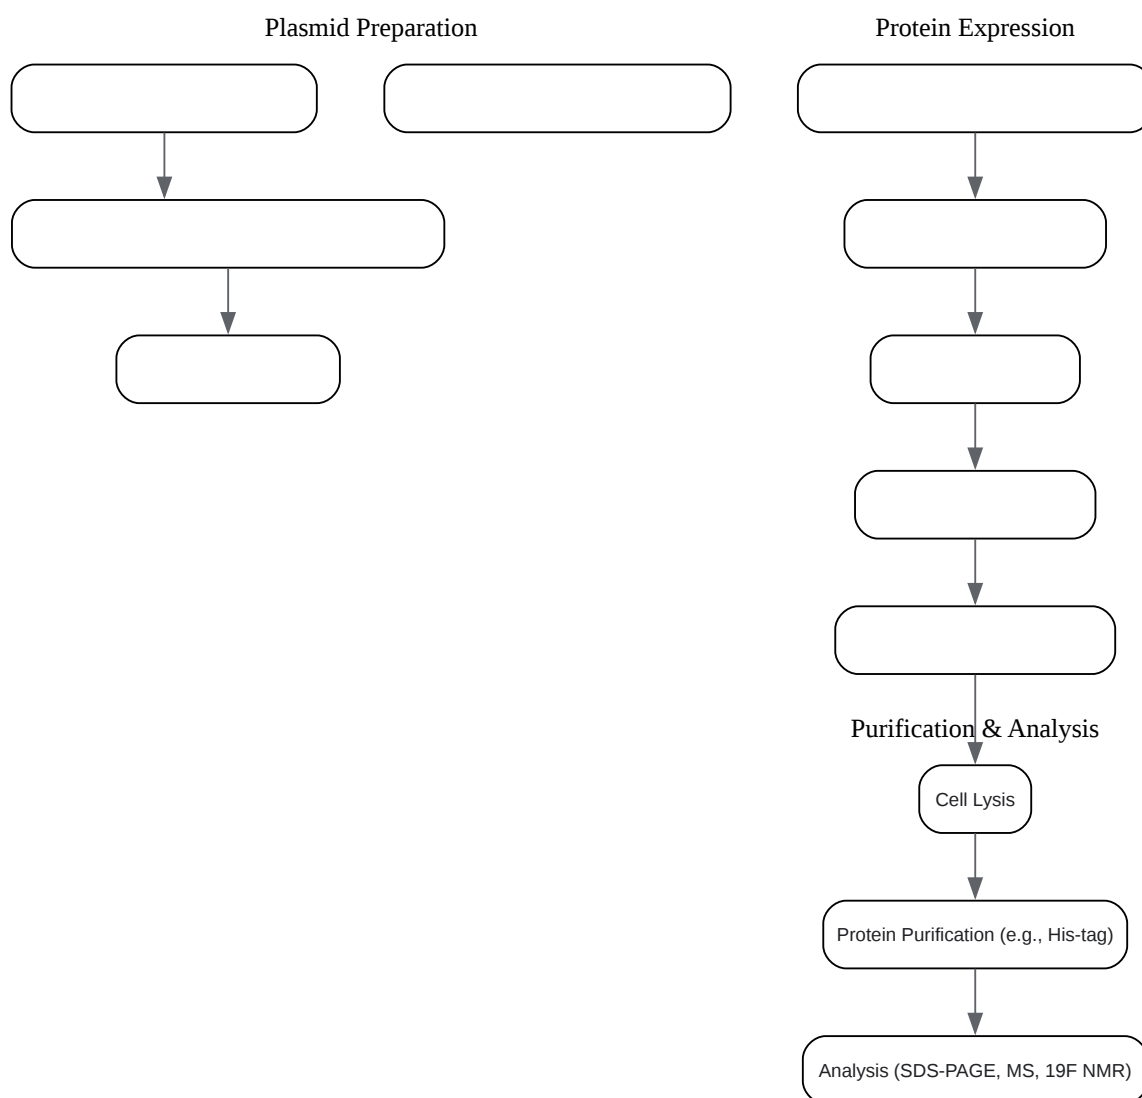 Plasmid Preparation
Protein Expression
Purification & Analysis
Cell Lysis
Protein Purification (e.g., His-tag)
Analysis (SDS-PAGE, MS, 19F NMR)